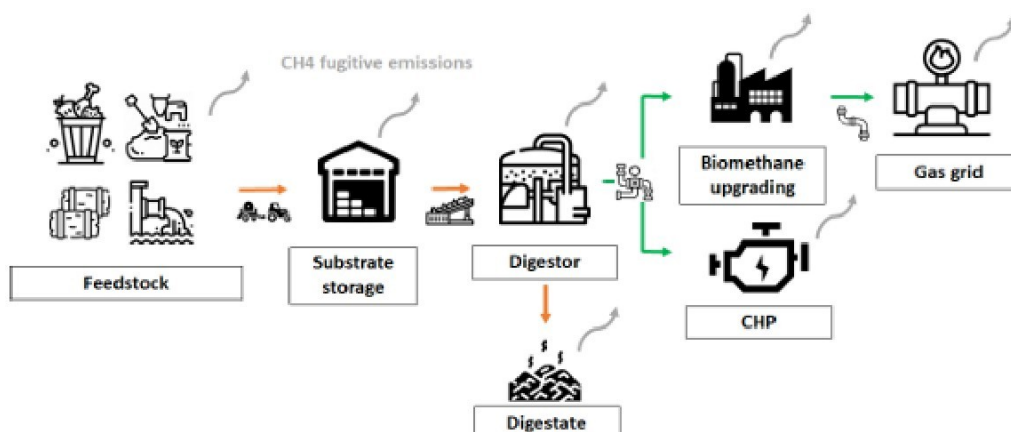 CH4 fugitive emissions
Feedstock
Substrate
storage
Digestor
Biomethane
upgrading
Gas grid
CHP
Digestate